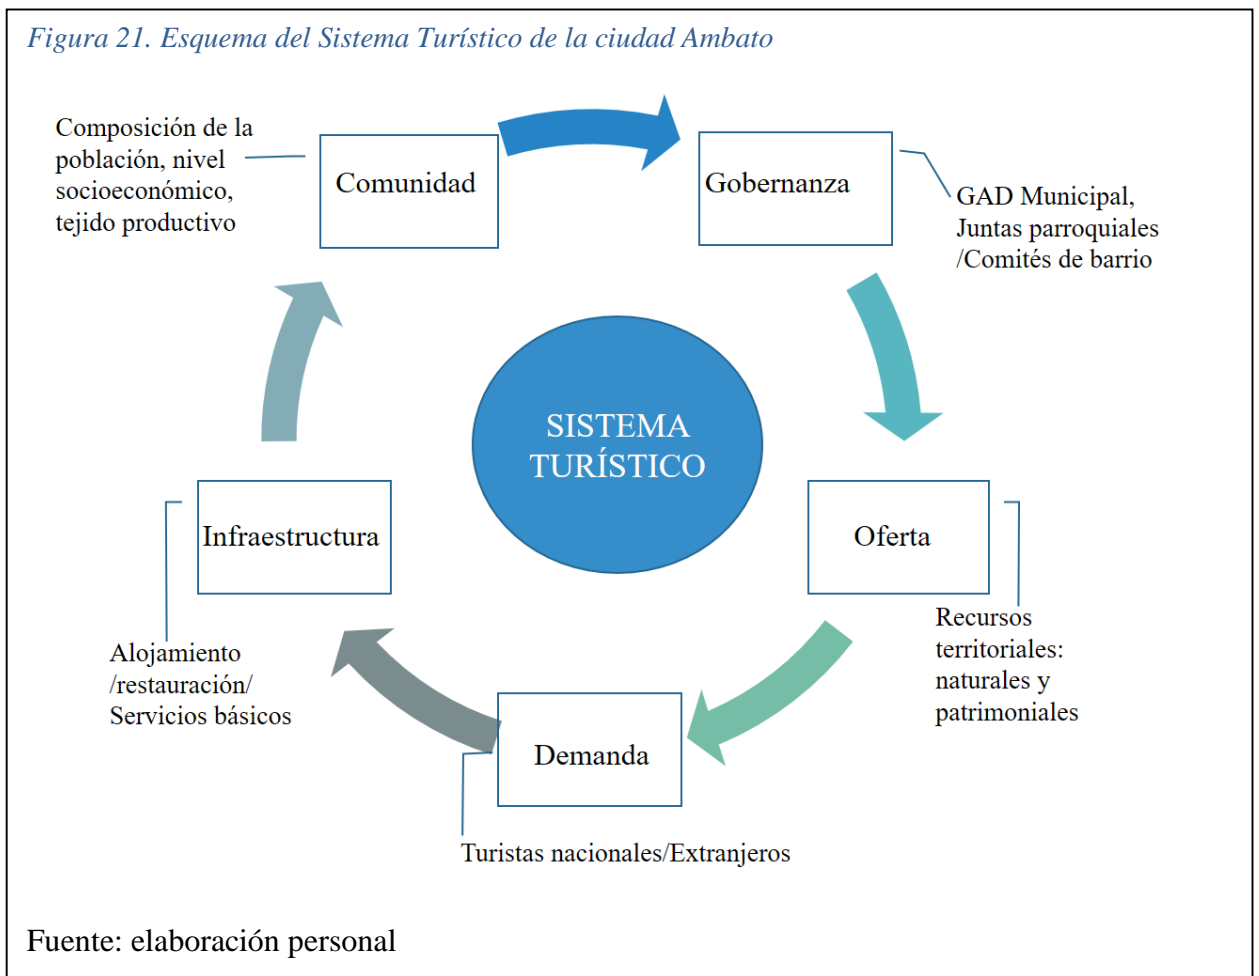 Figura 21. Esquema del Sistema Turístico de la ciudad Ambato
Composición de la
población, nivel
socioeconómico,
tejido productivo
Comunidad
Gobernanza
GAD Municipal,
Juntas parroquiales
/Comités de barrio
SISTEMA
TURÍSTICO
Infraestructura
Oferta
Alojamiento
/restauración/
Servicios básicos
Recursos
territoriales:
naturales y
patrimoniales
Demanda
Turistas nacionales/Extranjeros
Fuente: elaboración personal